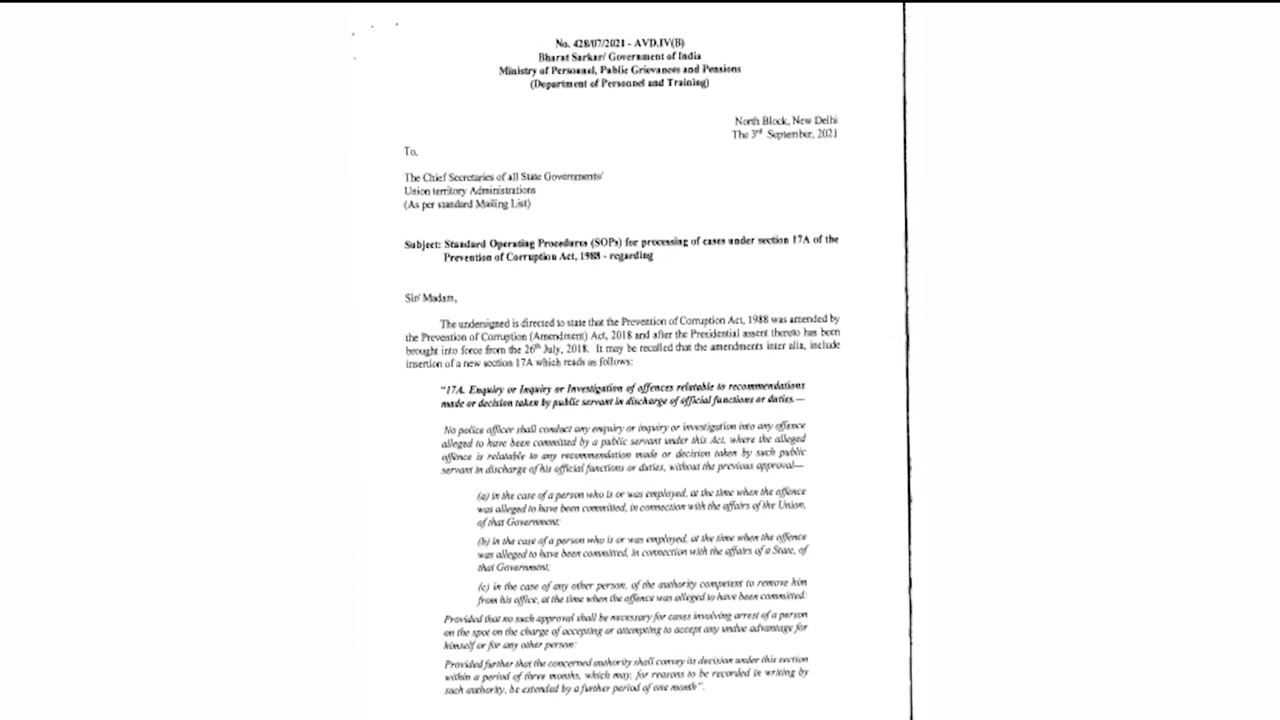 No. 428/07/2021 - AVD.IV(B)
Bharat Sarkar/ Government of India
Ministry of Personnel, Public Grievances and Pensions
(Department of Personnel and Training)
North Block, New Delhi
The 3rd September, 2021
To,
The Chief Secretaries of all State Governments/
Union territory Administrations
(As per standard Mailing List)
Subject: Standard Operating Procedures (SOPs) for processing of cases under section 17A of the
Prevention of Corruption Act, 1988 - regarding
Sir/ Madam,
The undersigned is directed to state that the Prevention of Corruption Act, 1988 was amended by
the Prevention of Corruption (Amendment) Act, 2018 and after the Presidential assent thereto has been
brought into force from the 26th July, 2018. It may be recalled that the amendments inter alia, include
insertion of a new section 17A which reads as follows:
"17A. Enquiry or Inquiry or Investigation of offences relatable to recommendations
made or decision taken by public servant in discharge of official functions or duties.—
No police officer shall conduct any enquiry or inquiry or investigation into any offence
alleged to have been committed by a public servant under this Act, where the alleged
offence is relatable to any recommendation made or decision taken by such public
servant in discharge of his official functions or duties, without the previous approval—
(a) in the case of a person who is or was employed, at the time when the offence
was alleged to have been committed, in connection with the affairs of the Union,
of that Government;
(b) in the case of a person who is or was employed, at the time when the offence
was alleged to have been committed, in connection with the affairs of a State, of
that Government;
(c) in the case of any other person, of the authority competent to remove him
from his office, at the time when the offence was alleged to have been committed:
Provided that no such approval shall be necessary for cases involving arrest of a person
on the spot on the charge of accepting or attempting to accept any undue advantage for
himself or for any other person:
Provided further that the concerned authority shall convey its decision under this section
within a period of three months, which may, for reasons to be recorded in writing by
such authority, be extended by a further period of one month".